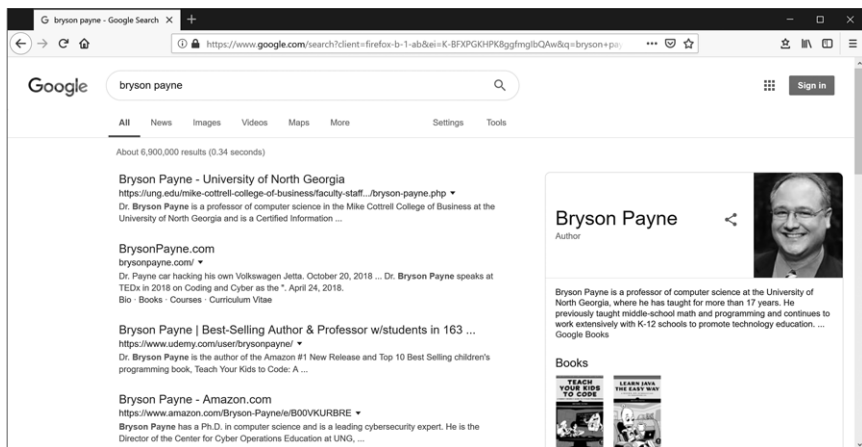 bryson payne - Google Search
https://www.google.com/search?client=firefox-b-1-ab&ei=K-BFXPGKHPK8ggfmgIbQAw&q=bryson+pay
Google
bryson payne
Sign in
All News Images Videos Maps More Settings Tools
About 6,900,000 results (0.34 seconds)
Bryson Payne - University of North Georgia
https://ung.edu/mike-cottrell-college-of-business/faculty-staff.../bryson-payne.php
Dr. Bryson Payne is a professor of computer science in the Mike Cottrell College of Business at the
University of North Georgia and is a Certified Information ...
BrysonPayne.com
brysonpayne.com/
Dr. Payne car hacking his own Volkswagen Jetta. October 20, 2018 ... Dr. Bryson Payne speaks at
TEDx in 2018 on Coding and Cyber as the ". April 24, 2018.
Bio · Books · Courses · Curriculum Vitae
Bryson Payne | Best-Selling Author & Professor w/students in 163 ...
https://www.udemy.com/user/brysonpayne/
Dr. Bryson Payne is the author of the Amazon #1 New Release and Top 10 Best Selling children's
programming book, Teach Your Kids to Code: A ...
Bryson Payne - Amazon.com
https://www.amazon.com/Bryson-Payne/e/B00VKURBRE
Bryson Payne has a Ph.D. in computer science and is a leading cybersecurity expert. He is the
Director of the Center for Cyber Operations Education at UNG, ...
Bryson Payne
Author
Bryson Payne is a professor of computer science at the University of
North Georgia, where he has taught for more than 17 years. He
previously taught middle-school math and programming and continues to
work extensively with K-12 schools to promote technology education. ...
Google Books
Books
TEACH
YOUR KIDS
TO CODE
LEARN JAVA
THE EASY WAY